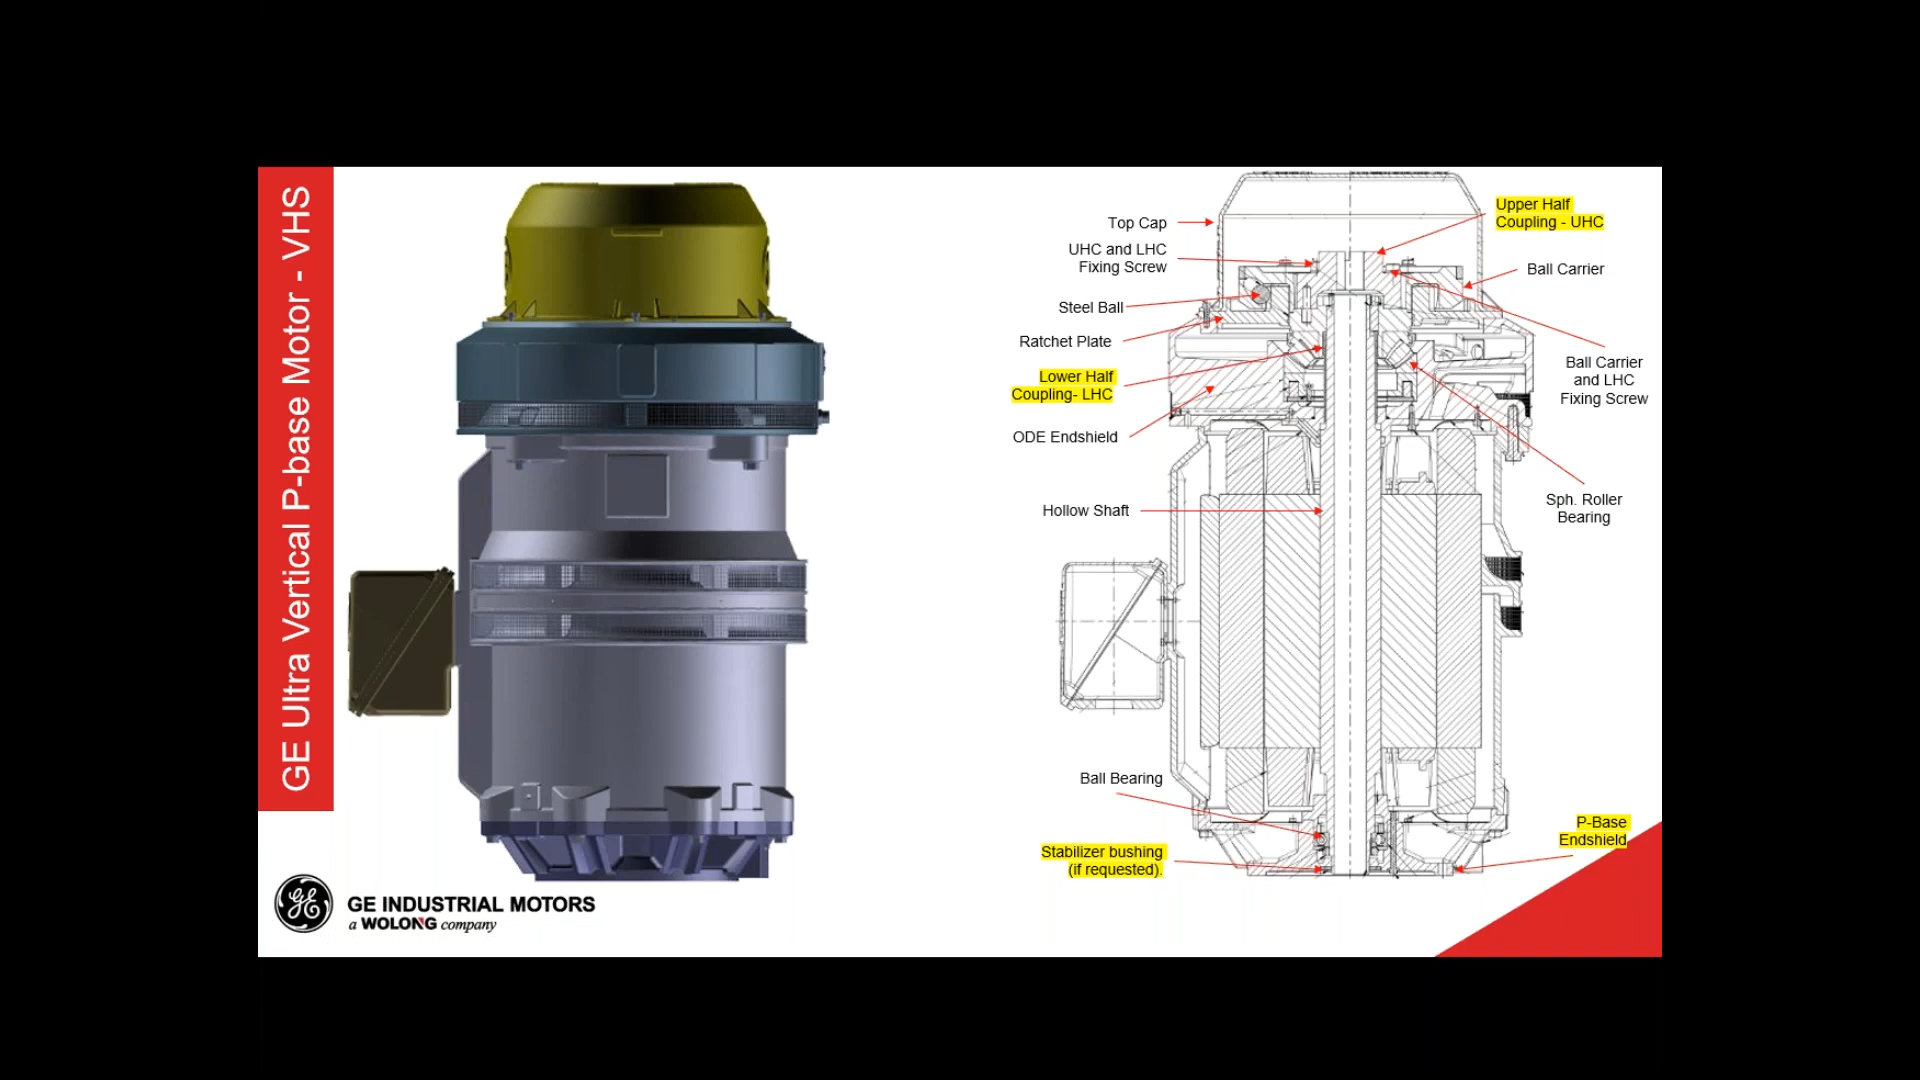 GE Ultra Vertical P-base Motor - VHS
Top Cap
UHC and LHC
Fixing Screw
Steel Ball
Ratchet Plate
Lower Half
Coupling- LHC
ODE Endshield
Hollow Shaft
Ball Bearing
Stabilizer bushing
(if requested).
Upper Half
Coupling - UHC
Ball Carrier
Ball Carrier
and LHC
Fixing Screw
Sph. Roller
Bearing
P-Base
Endshield
GE
GE INDUSTRIAL MOTORS
a WOLONG company